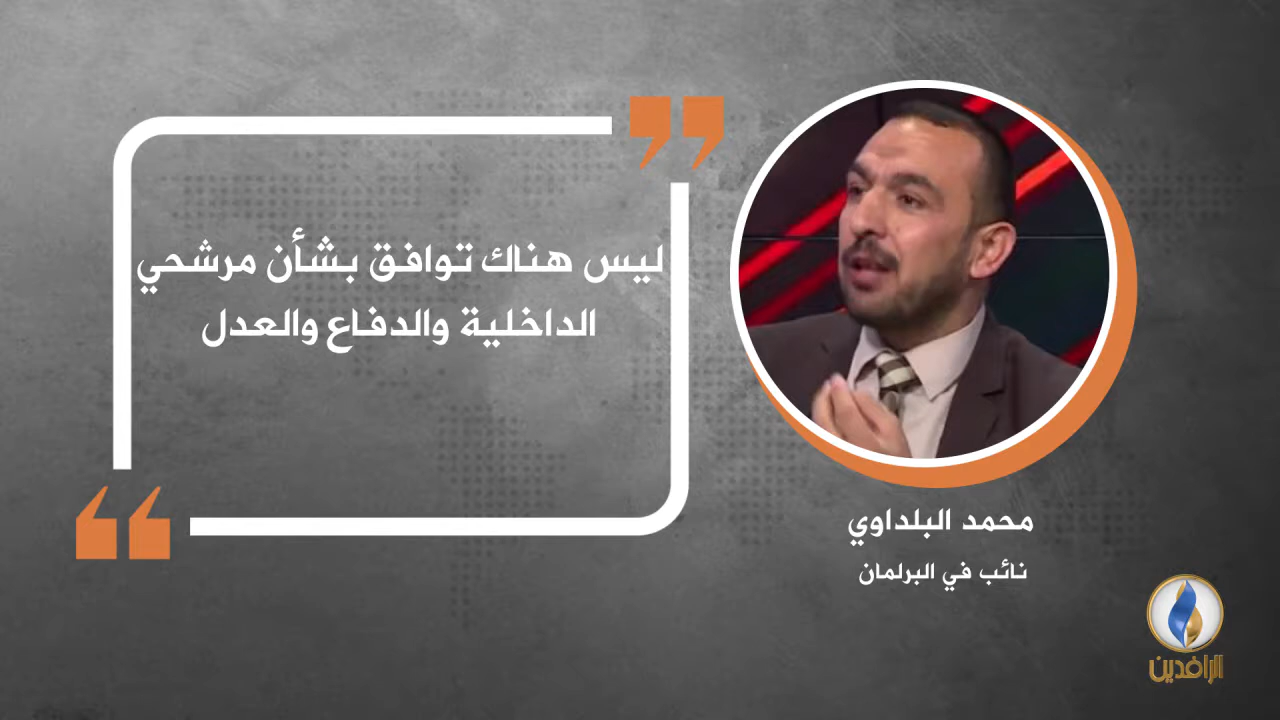 ليس هناك توافق بشأن مرشحي
الداخلية والدفاع والعدل
محمد البلداوي
نائب في البرلمان
الرافدين